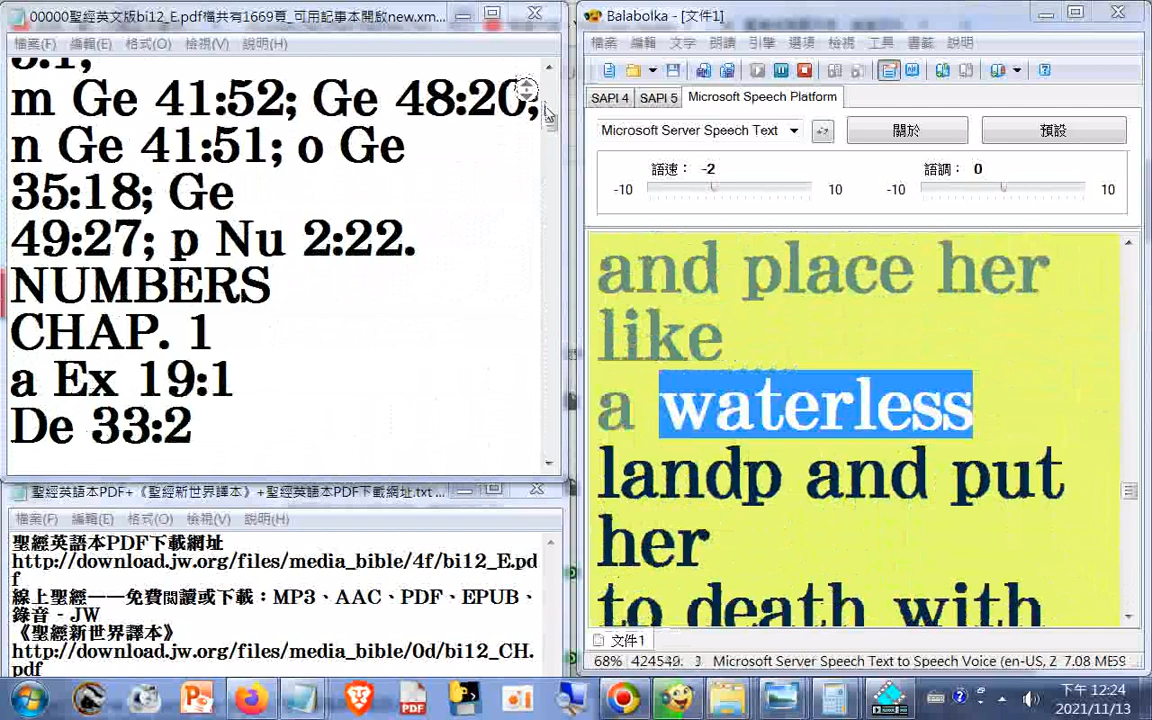 00000聖經英文版bi12_E.pdf檔共有1669頁_可用記事本開啟new.xm...
檔案(F) 編輯(E) 格式(O) 檢視(V) 說明(H)
5:1;
m Ge 41:52; Ge 48:20;
n Ge 41:51; o Ge
35:18; Ge
49:27; p Nu 2:22.
NUMBERS
CHAP. 1
a Ex 19:1
De 33:2
聖經英語本PDF+《聖經新世界譯本》+聖經英語本PDF下載網址.txt ...
檔案(F) 編輯(E) 格式(O) 檢視(V) 說明(H)
聖經英語本PDF下載網址
http://download.jw.org/files/media_bible/4f/bi12_E.pd
f
線上聖經——免費閱讀或下載：MP3、AAC、PDF、EPUB、
錄音 - JW
《聖經新世界譯本》
http://download.jw.org/files/media_bible/0d/bi12_CH.
pdf
Balabolka - [文件1]
檔案 編輯 文字 朗讀 引擎 選項 檢視 工具 書籤 說明
SAPI 4 SAPI 5 Microsoft Speech Platform
Microsoft Server Speech Text 關於 預設
語速： -2 語調： 0
-10 10 -10 10
and place her
like
a waterless
landp and put
her
to death with
文件1
68% 424549. Microsoft Server Speech Text to Speech Voice (en-US, Z 7.08 ME
PDF
下午 12:24
2021/11/13